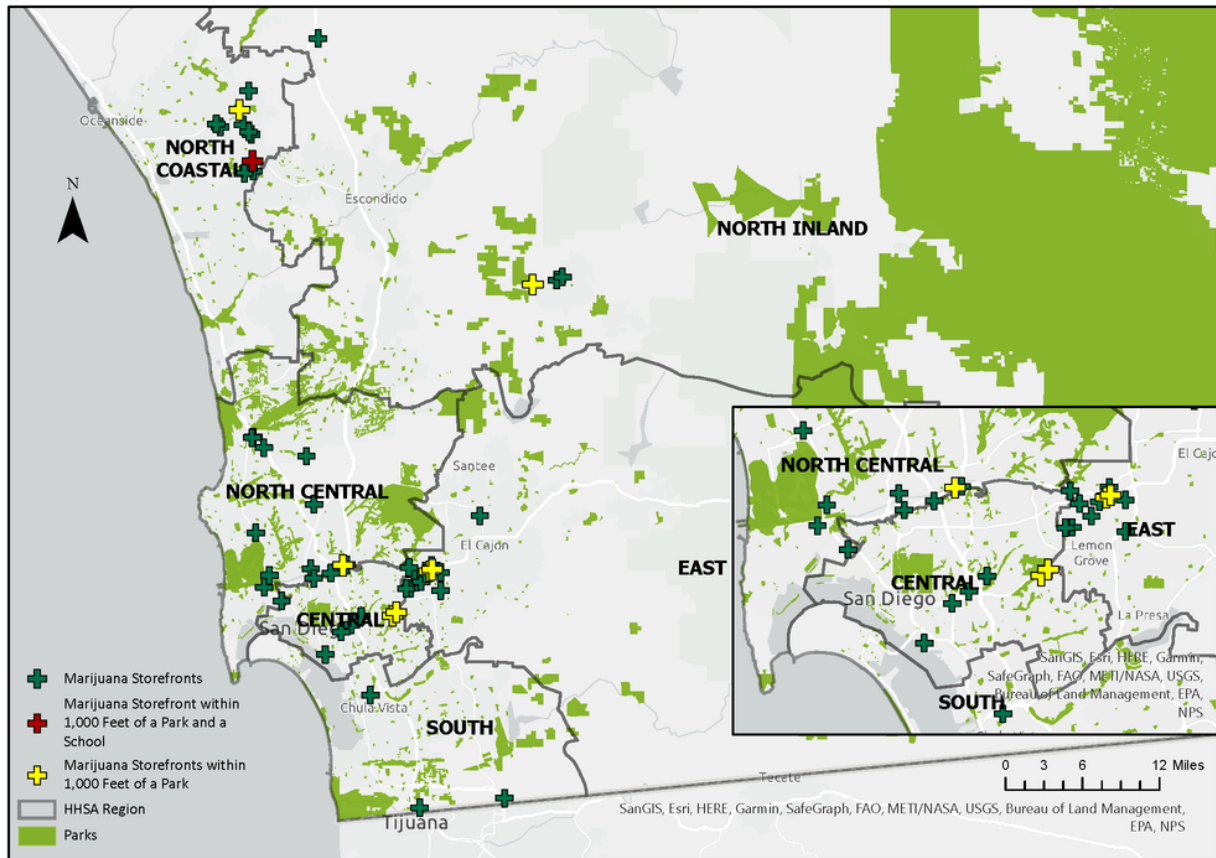 Oceanside
NORTH
COASTAL
N
Escondido
NORTH INLAND
Santee
NORTH CENTRAL
El Cajon
EAST
CENTRAL
San Die
Chula Vista
SOUTH
Tecate
Tijuana
Marijuana Storefronts
Marijuana Storefront within
1,000 Feet of a Park and a
School
Marijuana Storefronts within
1,000 Feet of a Park
HHSA Region
Parks
NORTH CENTRAL
El Cajo
EAST
Lemon
Grove
CENTRAL
San Diego
La Presa
SanGIS, Esri, HERE, Garmin,
SafeGraph, FAO, METI/NASA, USGS,
Bureau of Land Management, EPA,
NPS
SOUTH
0 3 6 12 Miles
SanGIS, Esri, HERE, Garmin, SafeGraph, FAO, METI/NASA, USGS, Bureau of Land Management,
EPA, NPS